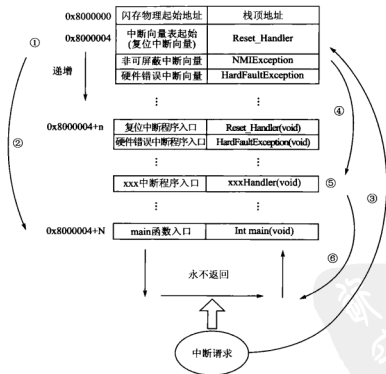 0x8000000 闪存物理起始地址 栈顶地址
① 0x8000004 中断向量表起始 (复位中断向量) Reset_Handler
非可屏蔽中断向量 NMIException
递增 硬件错误中断向量 HardFaultException
④
0x8000004+n 复位中断程序入口 Reset_Handler(void)
② 硬件错误中断程序入口 HardFaultException(void)
xxx中断程序入口 xxxHandler(void) ⑤
③
0x8000004+N main函数入口 Int main(void)
⑥
永不返回
中断请求